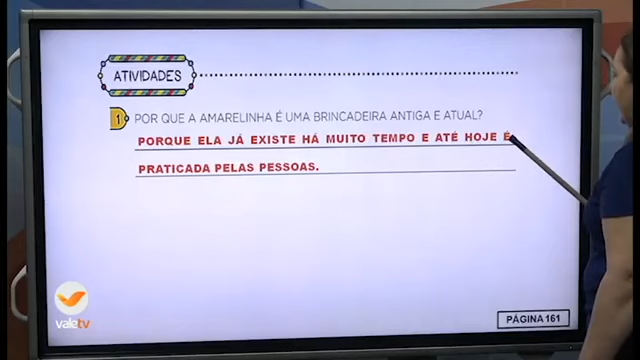 ATIVIDADES
1 POR QUE A AMARELINHA É UMA BRINCADEIRA ANTIGA E ATUAL?
PORQUE ELA JÁ EXISTE HÁ MUITO TEMPO E ATÉ HOJE É
PRATICADA PELAS PESSOAS.
valetv
PÁGINA 161